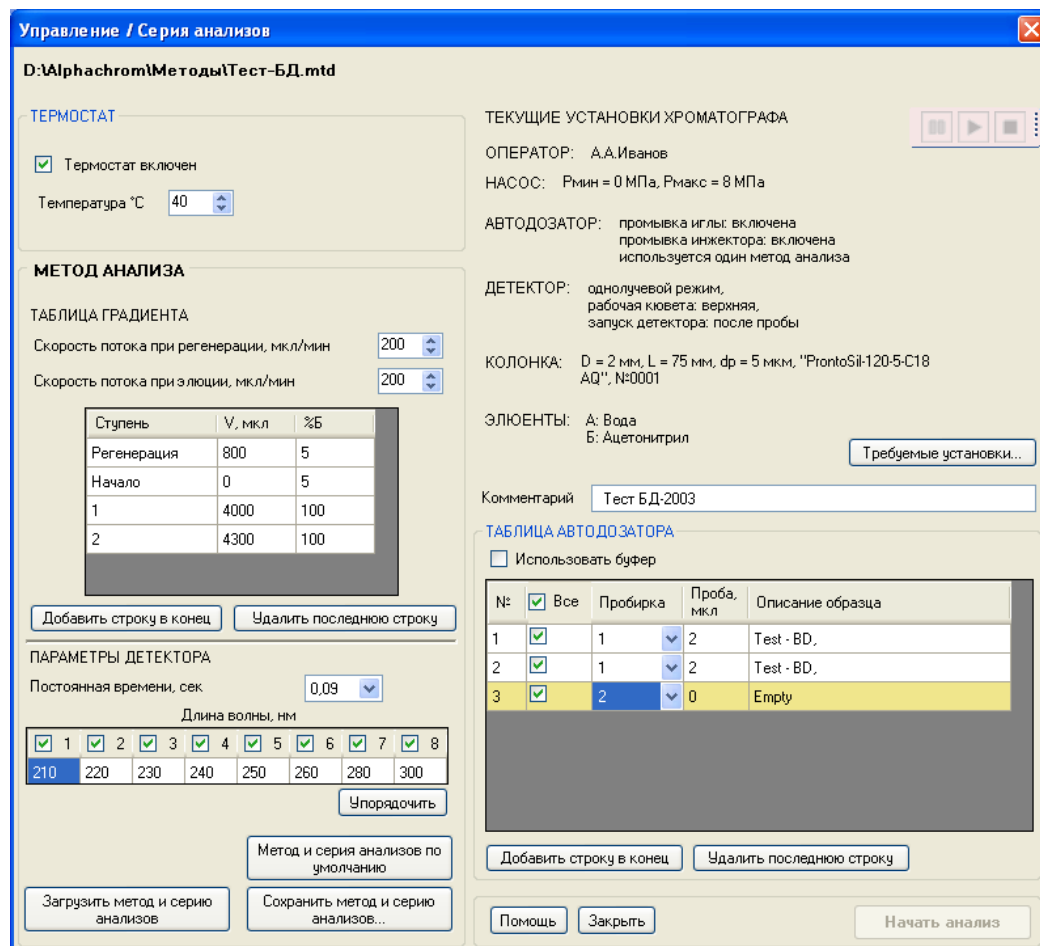 Управление / Серия анализов
D:\Alphachrom\Методы\Тест-БД.mtd
ТЕРМОСТАТ
Термостат включен
Температура °С 40
МЕТОД АНАЛИЗА
ТАБЛИЦА ГРАДИЕНТА
Скорость потока при регенерации, мкл/мин 200
Скорость потока при элюции, мкл/мин 200
Ступень V, мкл %Б
Регенерация 800 5
Начало 0 5
1 4000 100
2 4300 100
Добавить строку в конец Удалить последнюю строку
ПАРАМЕТРЫ ДЕТЕКТОРА
Постоянная времени, сек 0,09
Длина волны, нм
1 2 3 4 5 6 7 8
210 220 230 240 250 260 280 300
Упорядочить
Метод и серия анализов по
умолчанию
Загрузить метод и серию
анализов
Сохранить метод и серию
анализов...
ТЕКУЩИЕ УСТАНОВКИ ХРОМАТОГРАФА
ОПЕРАТОР: А.А.Иванов
НАСОС: Рмин = 0 МПа, Рмакс = 8 МПа
АВТОДОЗАТОР: промывка иглы: включена
промывка инжектора: включена
используется один метод анализа
ДЕТЕКТОР: однолучевой режим,
рабочая кювета: верхняя,
запуск детектора: после пробы
КОЛОНКА: D = 2 мм, L = 75 мм, dp = 5 мкм, "ProntoSil-120-5-C18
AQ", №0001
ЭЛЮЕНТЫ: А: Вода
Б: Ацетонитрил
Требуемые установки...
Комментарий Тест БД-2003
ТАБЛИЦА АВТОДОЗАТОРА
Использовать буфер
№ Все Пробирка Проба, мкл Описание образца
1 1 2 Test - BD,
2 1 2 Test - BD,
3 2 0 Empty
Добавить строку в конец Удалить последнюю строку
Помощь Закрыть Начать анализ